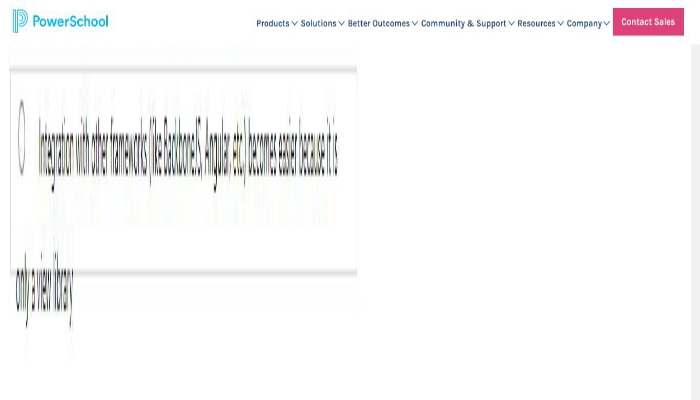 PowerSchool
Products Solutions Better Outcomes Community & Support Resources Company Contact Sales
Integration with other frameworks (like BackboneJS, Angular, etc.) becomes easier because it is
only a view library